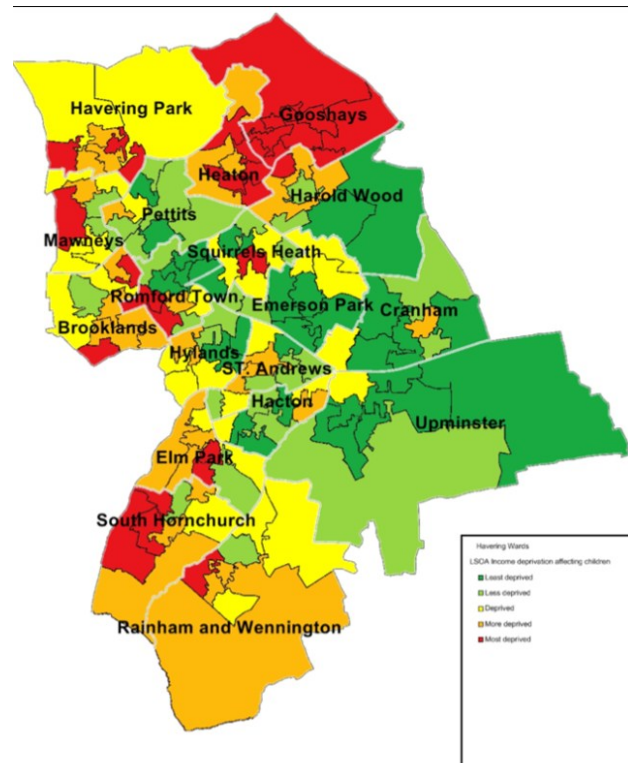 Havering Park
Gooshays
Heaton
Harold Wood
Pettits
Mawneys
Squirrels Heath
Romford Town
Emerson Park
Cranham
Brooklands
Hylands
ST. Andrews
Hacton
Upminster
Elm Park
South Hornchurch
Rainham and Wennington
Havering Wards
LSOA Income deprivation affecting children
Least deprived
Less deprived
Deprived
More deprived
Most deprived